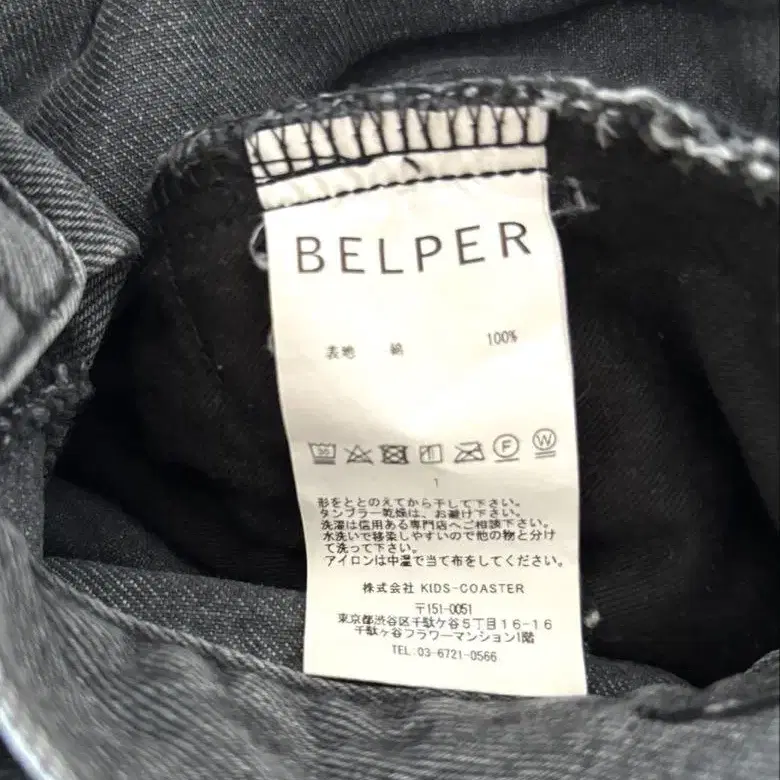 BELPER
表地 綿 100%
30 F W
1
形をととのえてから干して下さい。
タンブラー乾燥は、お避け下さい。
洗濯は信用ある専門店へご相談下さい。
水洗いで移染しやすいので他の物と分け
て洗って下さい。
アイロンは中温で当て布をしてください。
株式会社 KIDS-COASTER
〒151-0051
東京都渋谷区千駄ケ谷5丁目16-16
千駄ヶ谷フラワーマンション1階
TEL:03-6721-0566